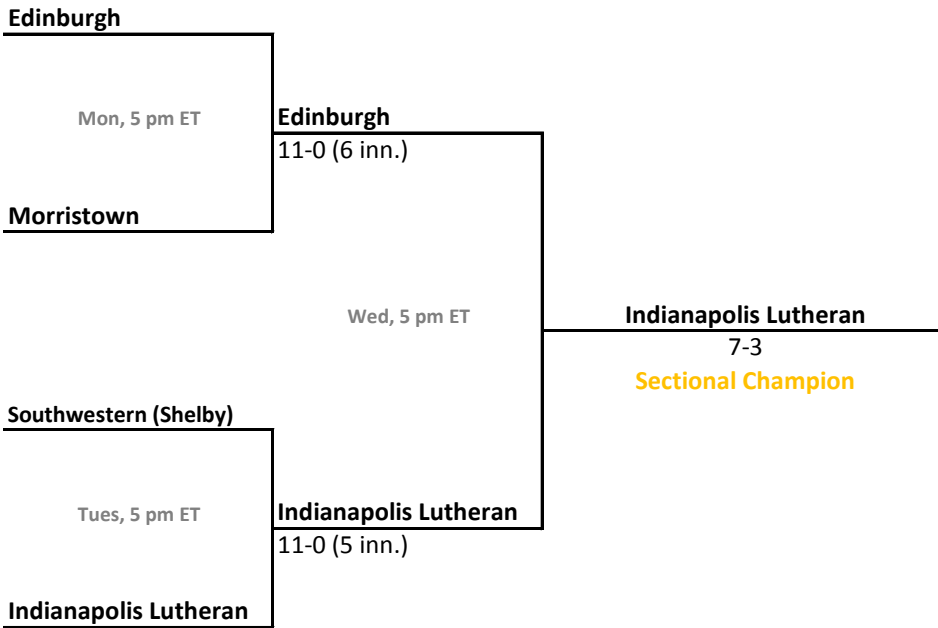 Edinburgh
Mon, 5 pm ET
Edinburgh
11-0 (6 inn.)
Morristown
Wed, 5 pm ET
Indianapolis Lutheran
7-3
Sectional Champion
Southwestern (Shelby)
Tues, 5 pm ET
Indianapolis Lutheran
11-0 (5 inn.)
Indianapolis Lutheran